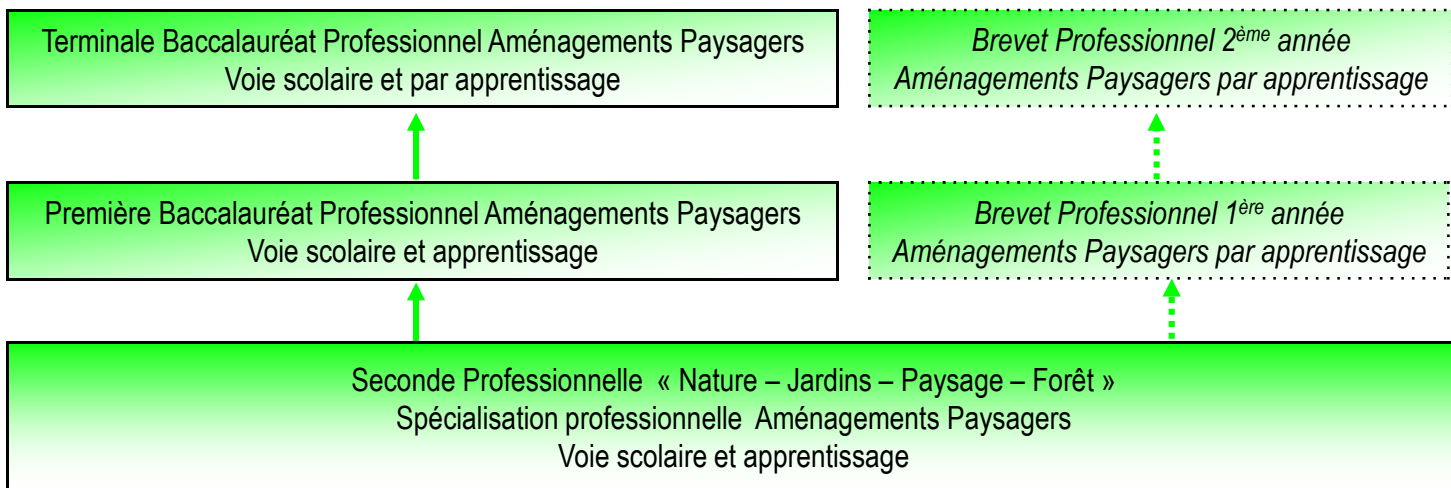 Terminale Baccalauréat Professionnel Aménagements Paysagers
Voie scolaire et par apprentissage
Brevet Professionnel 2ème année
Aménagements Paysagers par apprentissage
Première Baccalauréat Professionnel Aménagements Paysagers
Voie scolaire et apprentissage
Brevet Professionnel 1ère année
Aménagements Paysagers par apprentissage
Seconde Professionnelle « Nature – Jardins – Paysage – Forêt »
Spécialisation professionnelle Aménagements Paysagers
Voie scolaire et apprentissage